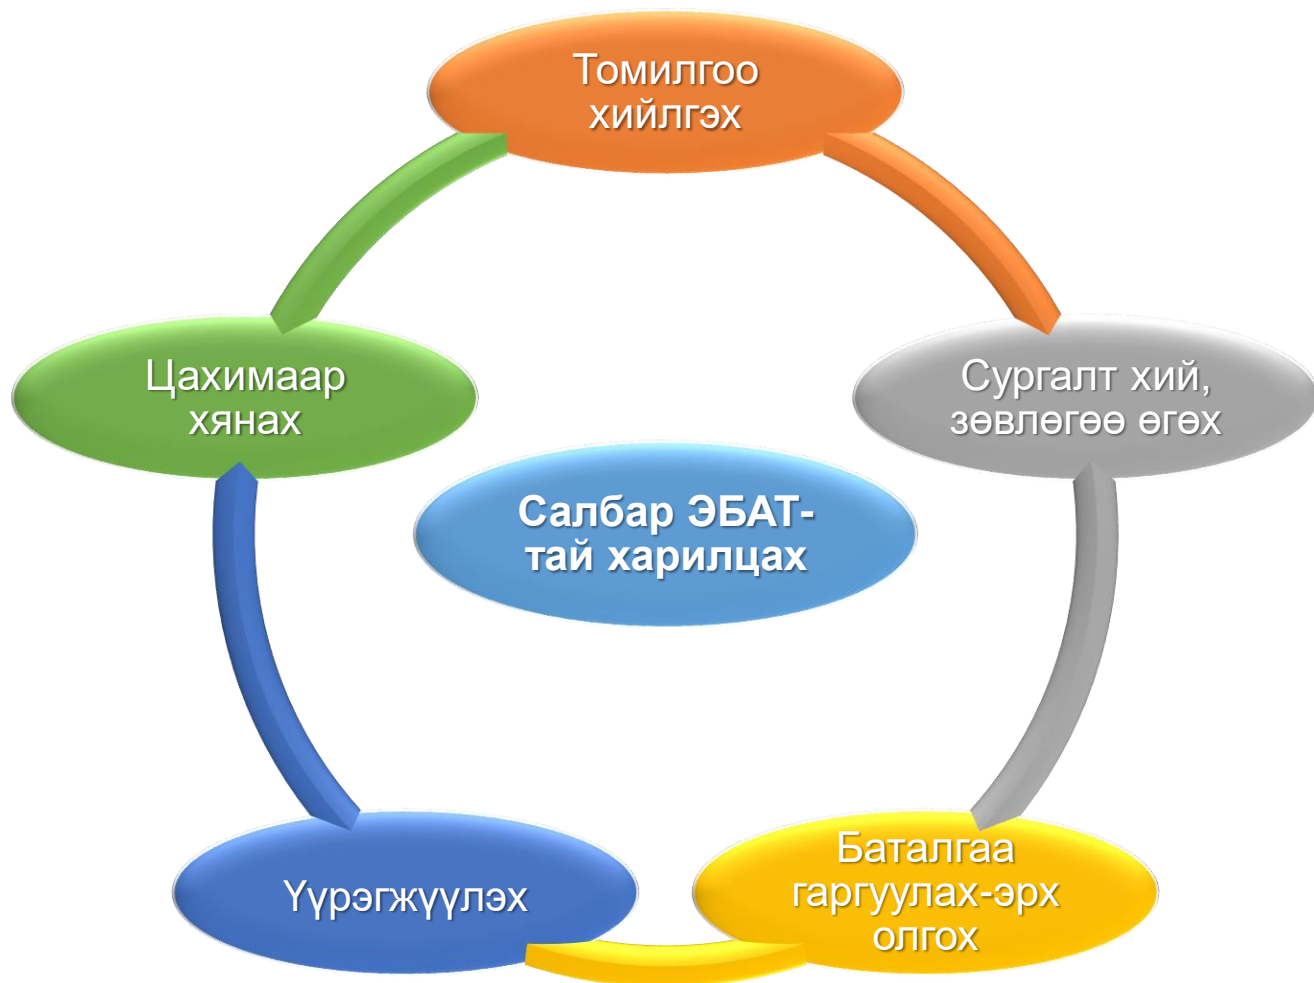 Томилгоо
хийлгэх
Сургалт хий,
зөвлөгөө өгөх
Баталгаа
гаргуулах-эрх
олгох
Үүрэгжүүлэх
Цахимаар
хянах
Салбар ЭБАТ-
тай харилцах